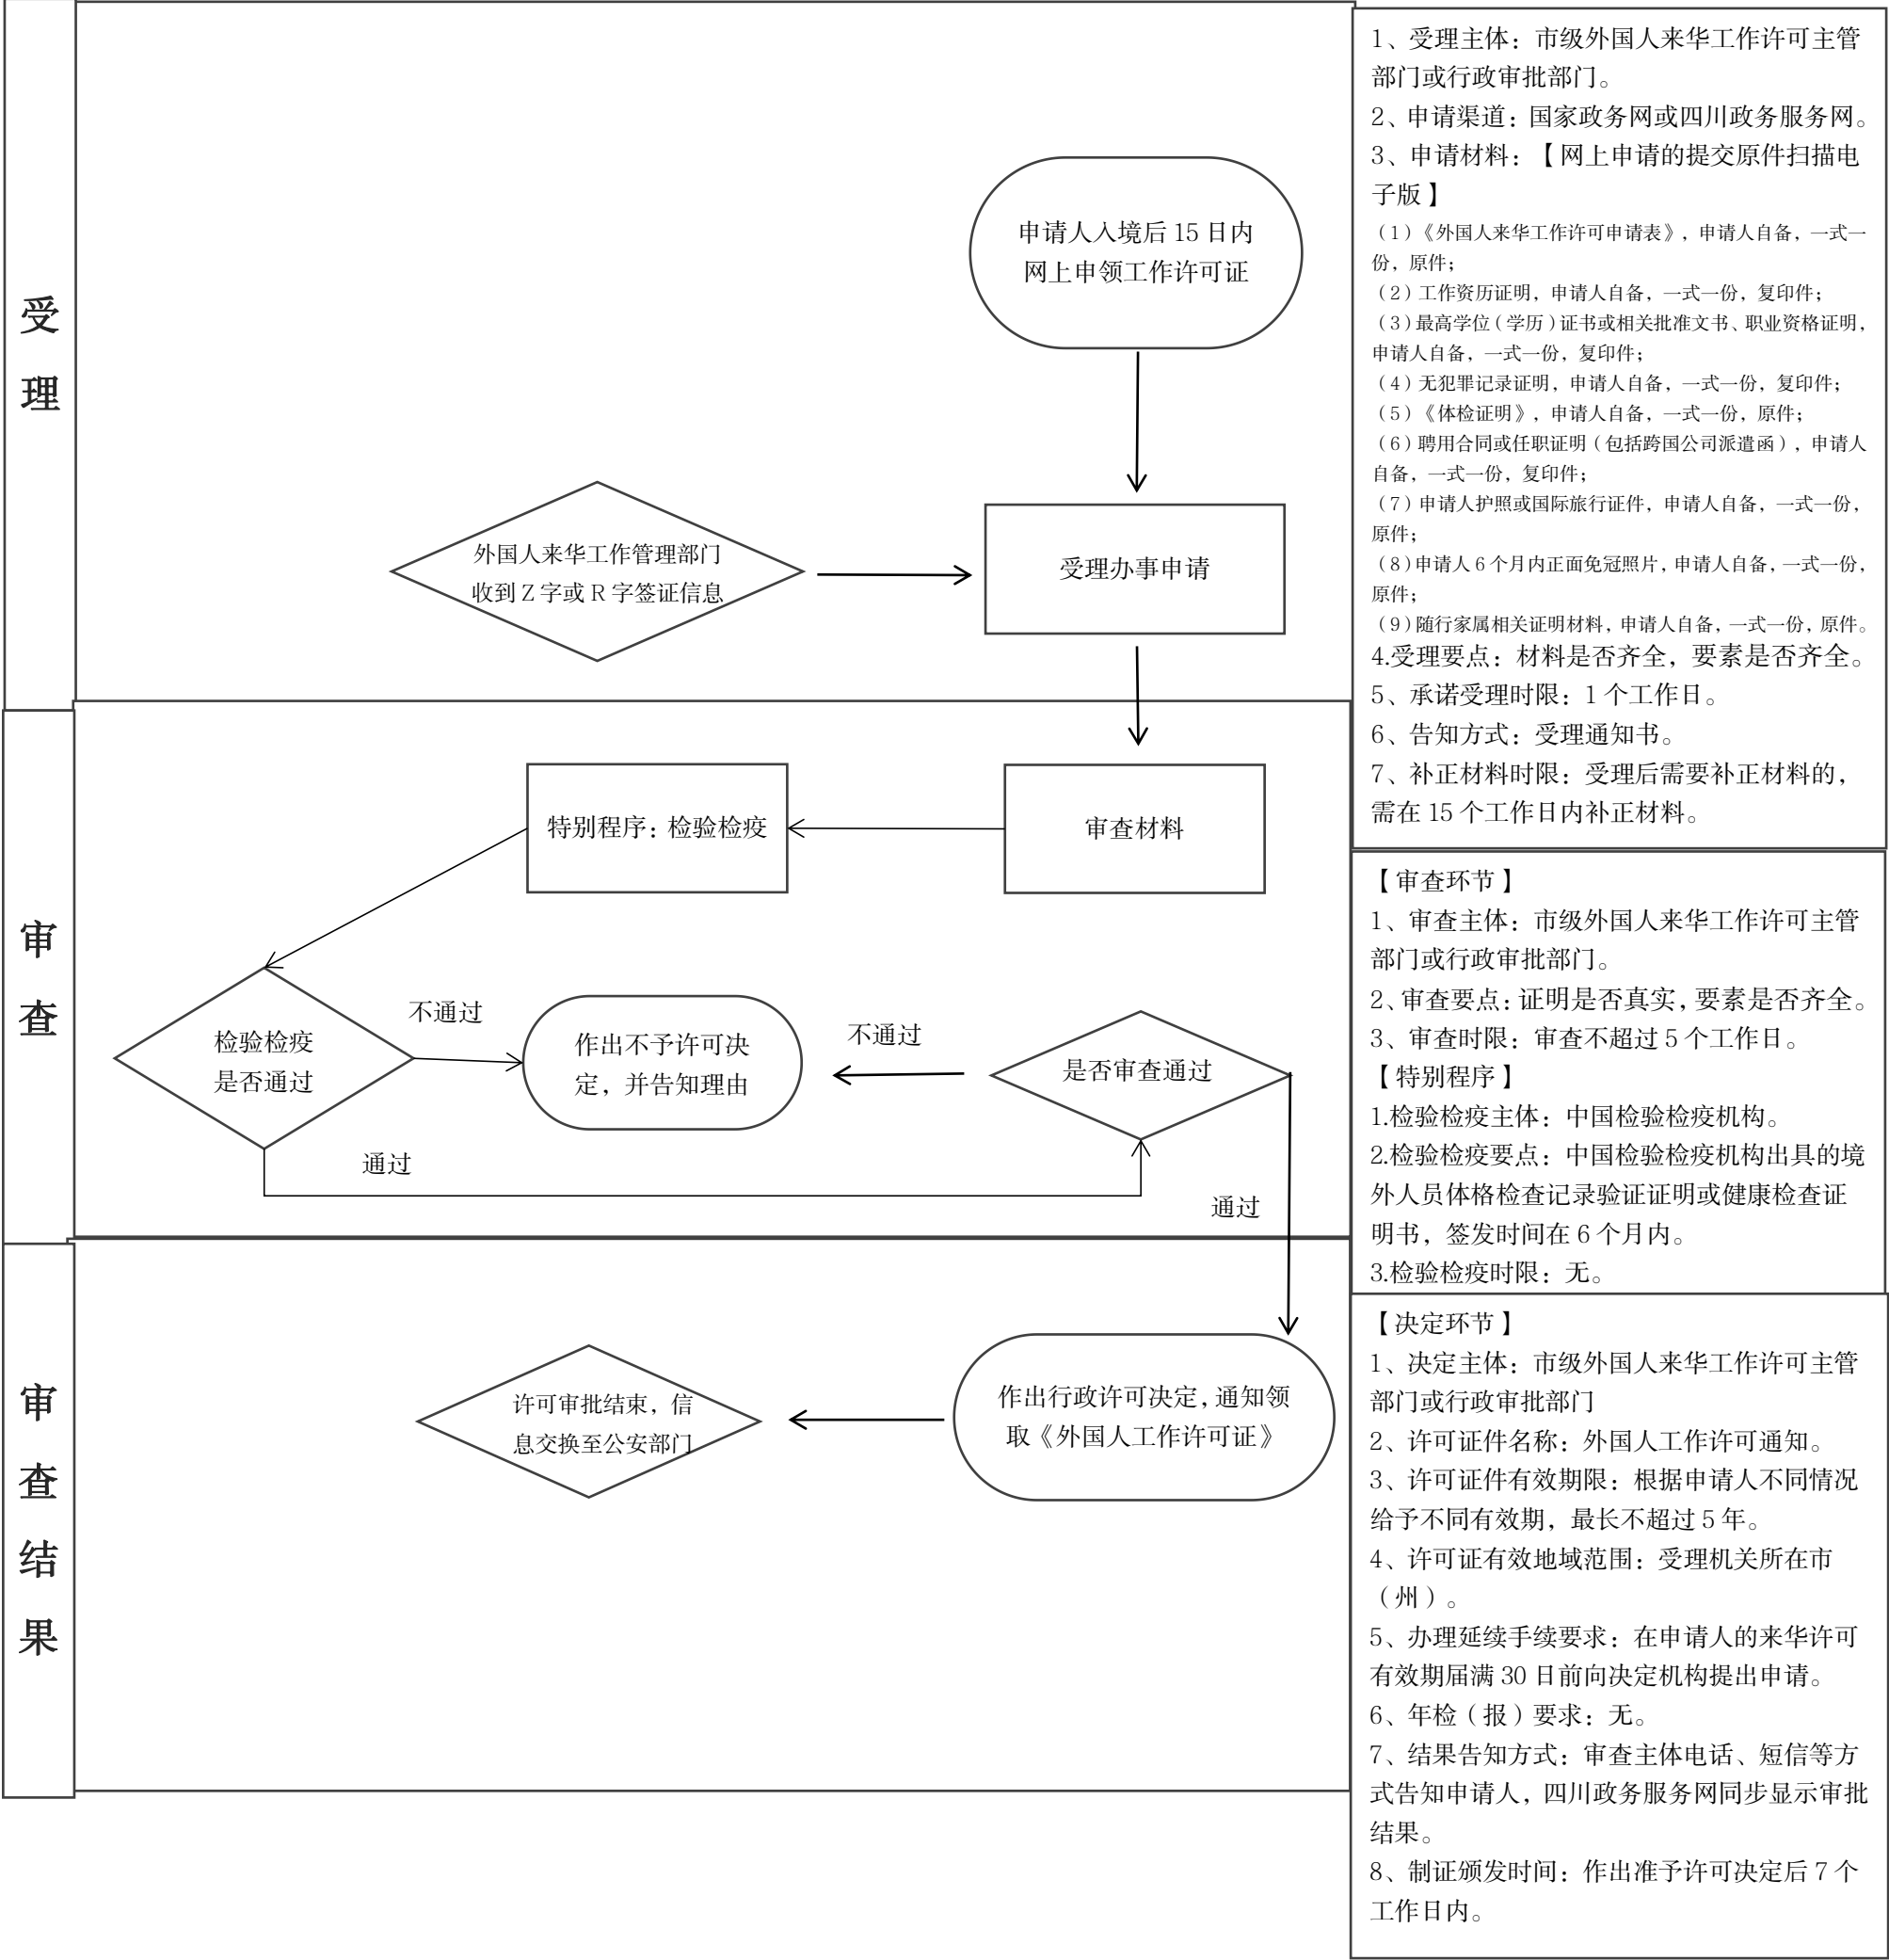 受
理
申请人入境后 15 日内
网上申领工作许可证
外国人来华工作管理部门
收到 Z 字或 R 字签证信息
受理办事申请
1、受理主体：市级外国人来华工作许可主管
部门或行政审批部门。
2、申请渠道：国家政务网或四川政务服务网。
3、申请材料：【网上申请的提交原件扫描电
子版】
（1）《外国人来华工作许可申请表》，申请人自备，一式一
份，原件；
（2）工作资历证明，申请人自备，一式一份，复印件；
（3）最高学位（学历）证书或相关批准文书、职业资格证明，
申请人自备，一式一份，复印件；
（4）无犯罪记录证明，申请人自备，一式一份，复印件；
（5）《体检证明》，申请人自备，一式一份，原件；
（6）聘用合同或任职证明（包括跨国公司派遣函），申请人
自备，一式一份，复印件；
（7）申请人护照或国际旅行证件，申请人自备，一式一份，
原件；
（8）申请人 6 个月内正面免冠照片，申请人自备，一式一份，
原件；
（9）随行家属相关证明材料，申请人自备，一式一份，原件。
4.受理要点：材料是否齐全，要素是否齐全。
5、承诺受理时限：1 个工作日。
6、告知方式：受理通知书。
7、补正材料时限：受理后需要补正材料的，
需在 15 个工作日内补正材料。
审
查
特别程序：检验检疫
审查材料
检验检疫
是否通过
不通过
作出不予许可决
定，并告知理由
不通过
是否审查通过
通过
通过
【审查环节】
1、审查主体：市级外国人来华工作许可主管
部门或行政审批部门。
2、审查要点：证明是否真实，要素是否齐全。
3、审查时限：审查不超过 5 个工作日。
【特别程序】
1.检验检疫主体：中国检验检疫机构。
2.检验检疫要点：中国检验检疫机构出具的境
外人员体格检查记录验证证明或健康检查证
明书，签发时间在 6 个月内。
3.检验检疫时限：无。
审
查
结
果
许可审批结束，信
息交换至公安部门
作出行政许可决定，通知领
取《外国人工作许可证》
【决定环节】
1、决定主体：市级外国人来华工作许可主管
部门或行政审批部门
2、许可证件名称：外国人工作许可通知。
3、许可证件有效期限：根据申请人不同情况
给予不同有效期，最长不超过 5 年。
4、许可证有效地域范围：受理机关所在市
（州）。
5、办理延续手续要求：在申请人的来华许可
有效期届满 30 日前向决定机构提出申请。
6、年检（报）要求：无。
7、结果告知方式：审查主体电话、短信等方
式告知申请人，四川政务服务网同步显示审批
结果。
8、制证颁发时间：作出准予许可决定后 7 个
工作日内。